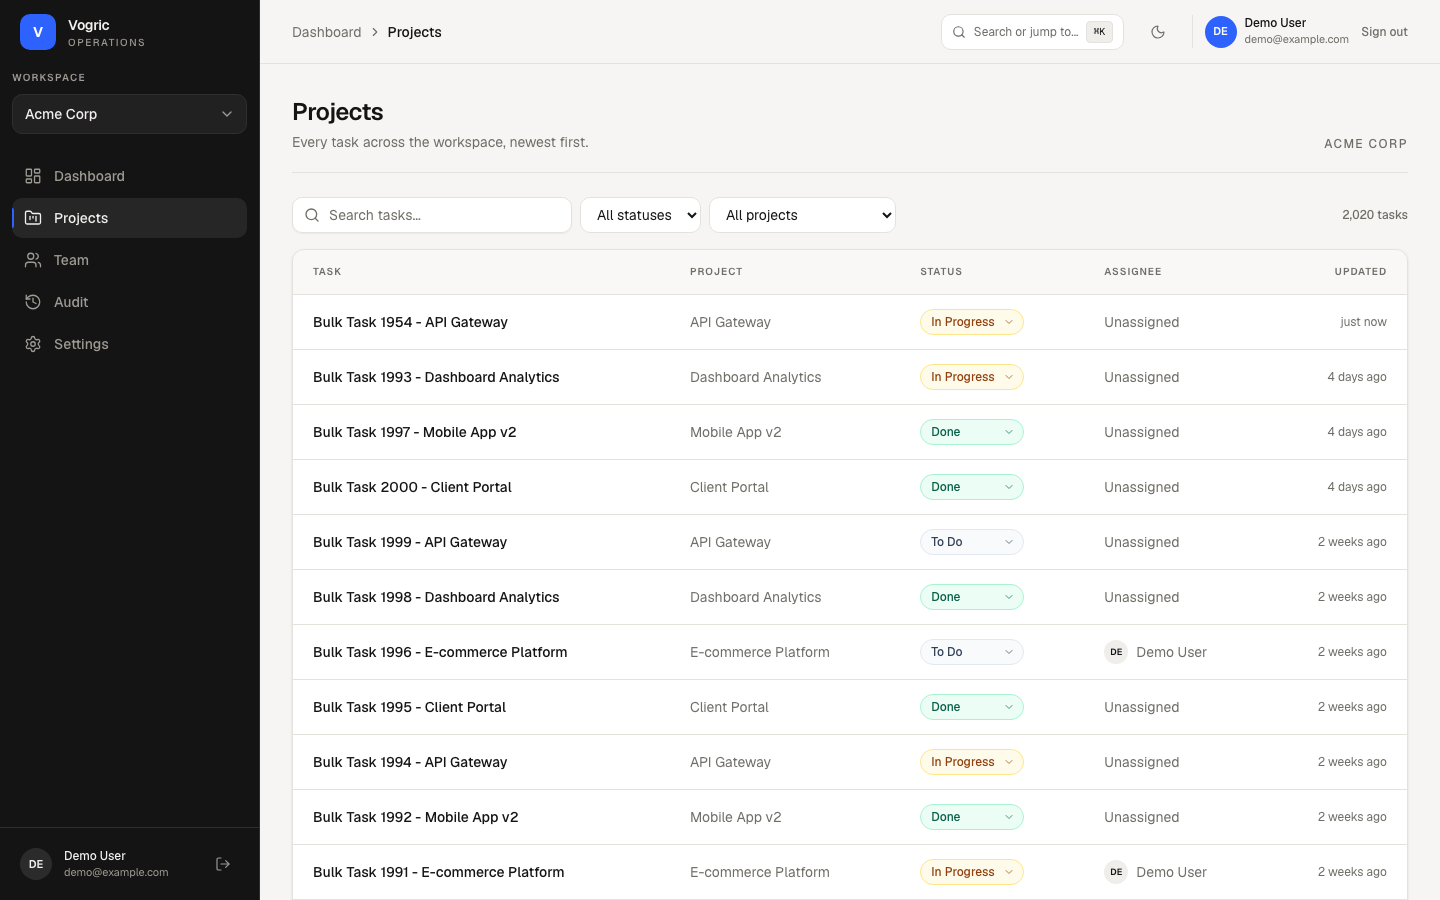 V
Vogric
OPERATIONS
WORKSPACE
Acme Corp
Dashboard
Projects
Team
Audit
Settings
DE
Demo User
demo@example.com
Dashboard > Projects
Search or jump to... ⌘K
DE
Demo User
demo@example.com
Sign out
Projects
Every task across the workspace, newest first.
ACME CORP
Search tasks...
All statuses
All projects
2,020 tasks
TASK PROJECT STATUS ASSIGNEE UPDATED
Bulk Task 1954 - API Gateway API Gateway In Progress Unassigned just now
Bulk Task 1993 - Dashboard Analytics Dashboard Analytics In Progress Unassigned 4 days ago
Bulk Task 1997 - Mobile App v2 Mobile App v2 Done Unassigned 4 days ago
Bulk Task 2000 - Client Portal Client Portal Done Unassigned 4 days ago
Bulk Task 1999 - API Gateway API Gateway To Do Unassigned 2 weeks ago
Bulk Task 1998 - Dashboard Analytics Dashboard Analytics Done Unassigned 2 weeks ago
Bulk Task 1996 - E-commerce Platform E-commerce Platform To Do DE Demo User 2 weeks ago
Bulk Task 1995 - Client Portal Client Portal Done Unassigned 2 weeks ago
Bulk Task 1994 - API Gateway API Gateway In Progress Unassigned 2 weeks ago
Bulk Task 1992 - Mobile App v2 Mobile App v2 Done Unassigned 2 weeks ago
Bulk Task 1991 - E-commerce Platform E-commerce Platform In Progress DE Demo User 2 weeks ago